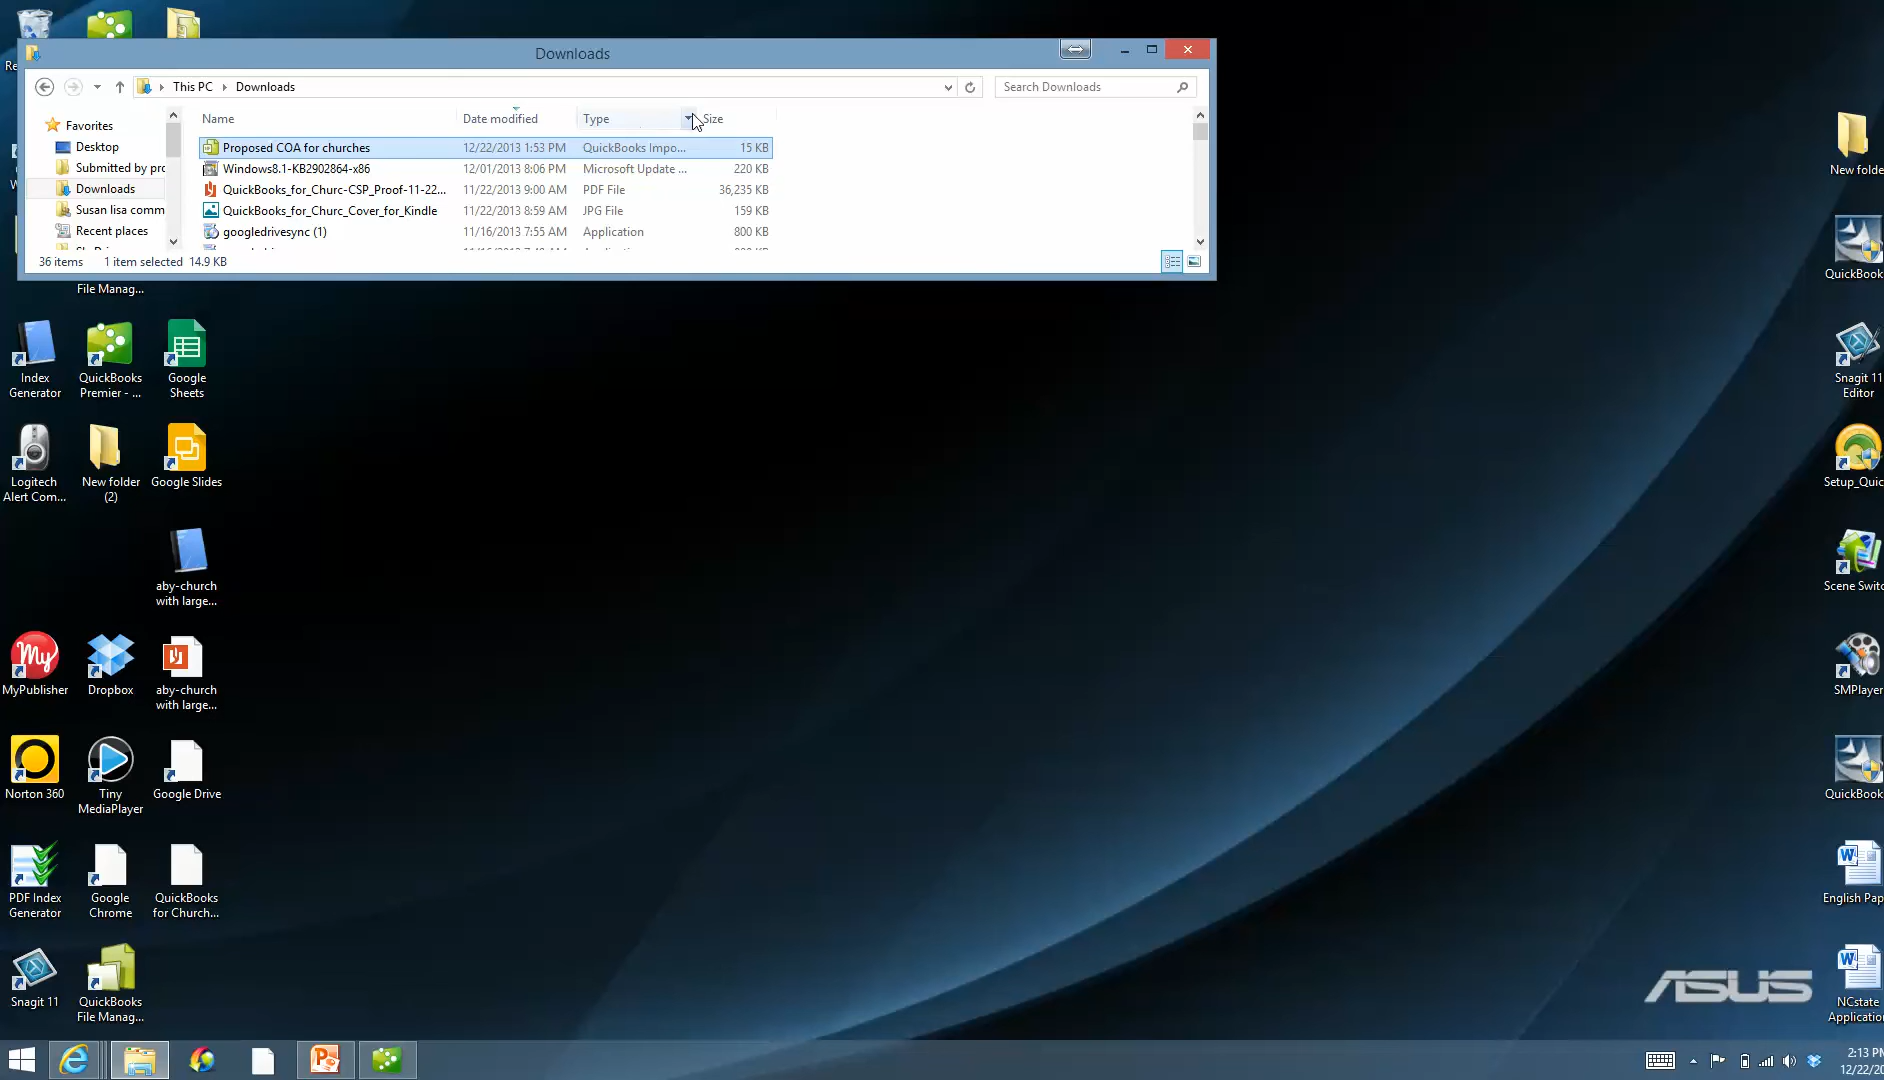 Downloads
This PC
Downloads
Search Downloads
Name
Date modified
Type
Size
Favorites
Desktop
Submitted by pro
Downloads
Susan lisa comm
Recent places
Proposed COA for churches 12/22/2013 1:53 PM QuickBooks Impo... 15 KB
Windows8.1-KB2902864-x86 12/01/2013 8:06 PM Microsoft Update ... 220 KB
QuickBooks_for_Churc-CSP_Proof-11-22... 11/22/2013 9:00 AM PDF File 36,235 KB
QuickBooks_for_Churc_Cover_for_Kindle 11/22/2013 8:59 AM JPG File 159 KB
googledrivesync (1) 11/16/2013 7:55 AM Application 800 KB
36 items 1 item selected 14.9 KB
File Manag...
Index
Generator
QuickBooks
Premier - ...
Google
Sheets
Logitech
Alert Com...
New folder
(2)
Google Slides
aby-church
with large...
MyPublisher
Dropbox
aby-church
with large...
Norton 360
Tiny
MediaPlayer
Google Drive
PDF Index
Generator
Google
Chrome
QuickBooks
for Church...
Snagit 11
QuickBooks
File Manag...
New folde
QuickBook
Snagit 11
Editor
Setup_Quic
Scene Switc
SMPlayer
QuickBook
English Pap
NCstate
Applicatio
My
ASUS
2:13 PM
12/22/20